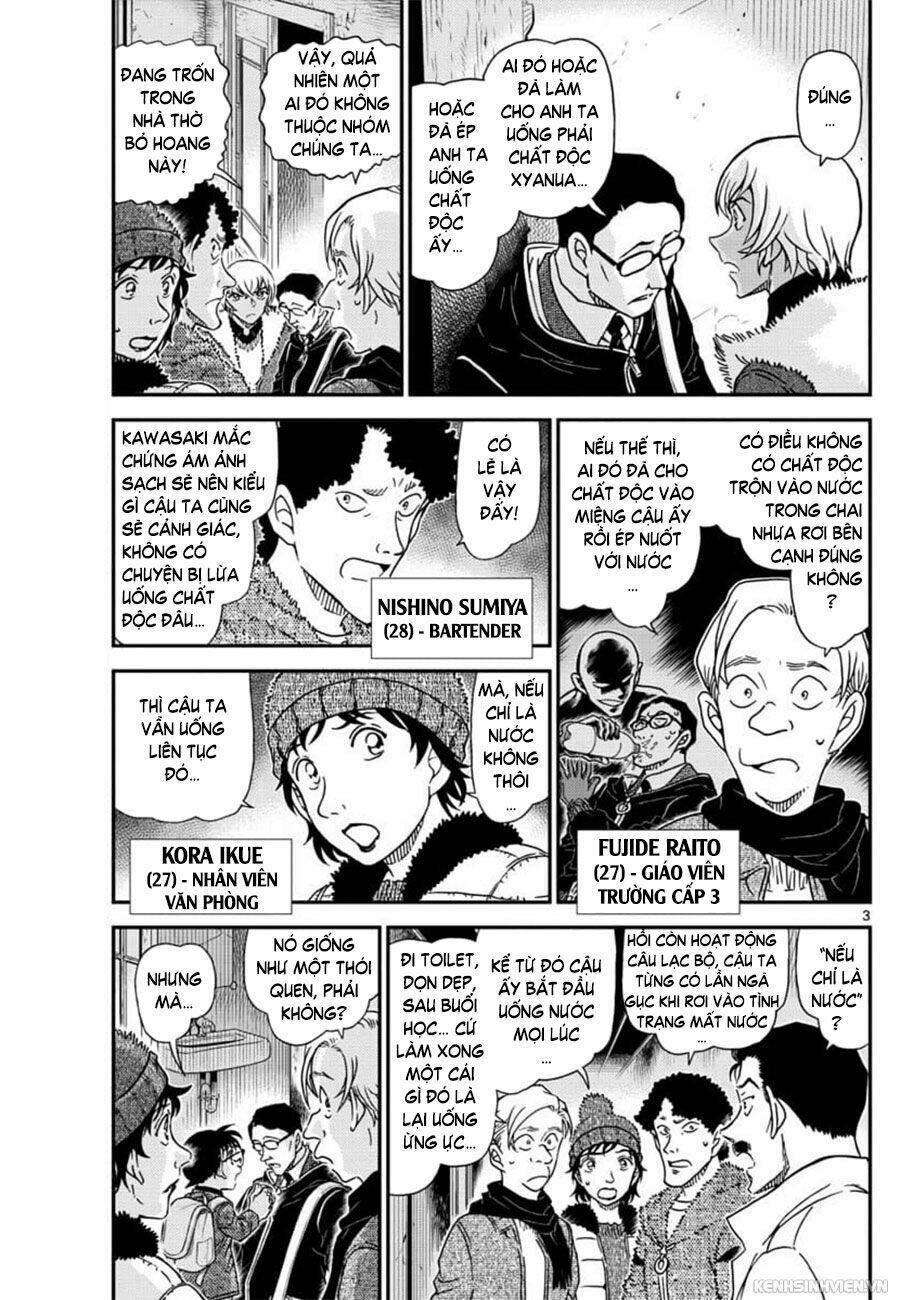 ĐÚNG
...
AI ĐÓ HOẶC
ĐÃ LÀM
CHO ANH TA
UỐNG PHẢI
CHẤT ĐỘC
XYANUA...
HOẶC
ĐÃ ÉP
ANH TA
UỐNG
CHẤT
ĐỘC
ẤY...
VẬY, QUẢ
NHIÊN MỘT
AI ĐÓ KHÔNG
THUỘC NHÓM
CHÚNG TA...
ĐANG TRỐN
TRONG
NHÀ THỜ
BỎ HOANG
NÀY!
CÓ ĐIỀU KHÔNG
CÓ CHẤT ĐỘC
TRỘN VÀO NƯỚC
TRONG CHAI
NHỰA RƠI BÊN
CẠNH ĐÚNG
KHÔNG
?
NẾU THẾ THÌ,
AI ĐÓ ĐÃ CHO
CHẤT ĐỘC VÀO
MIỆNG CẬU ẤY
RỒI ÉP NUỐT
VỚI NƯỚC
...
FUJIDE RAITO
(27) - GIÁO VIÊN
TRƯỜNG CẤP 3
CÓ
LẼ LÀ
VẬY
ĐẤY!
KAWASAKI MẮC
CHỨNG ÁM ẢNH
SẠCH SẼ NÊN KIỂU
GÌ CẬU TA CŨNG
SẼ CẢNH GIÁC,
KHÔNG CÓ
CHUYỆN BỊ LỪA
UỐNG CHẤT
ĐỘC ĐÂU...
NISHINO SUMIYA
(28) - BARTENDER
MÀ, NẾU
CHỈ LÀ
NƯỚC
KHÔNG
THÔI
...
THÌ CẬU TA
VẪN UỐNG
LIÊN TỤC
ĐÓ...
KORA IKUE
(27) - NHÂN VIÊN
VĂN PHÒNG
3
“NẾU
CHỈ LÀ
NƯỚC”
?
HỒI CÒN HOẠT ĐỘNG
CÂU LẠC BỘ, CẬU TA
TỪNG CÓ LẦN NGÃ
GỤC KHI RƠI VÀO TÌNH
TRẠNG MẤT NƯỚC
...
KỂ TỪ ĐÓ CẬU
ẤY BẮT ĐẦU
UỐNG NƯỚC
MỌI LÚC
...
ĐI TOILET,
DỌN DẸP,
SAU BUỔI
HỌC... CỨ
LÀM XONG
MỘT CÁI
GÌ ĐÓ LÀ
LẠI UỐNG
ỪNG ỰC...
NÓ GIỐNG
NHƯ MỘT THÓI
QUEN, PHẢI
KHÔNG?
NHƯNG
MÀ...
KENHSINHVIEN.VN